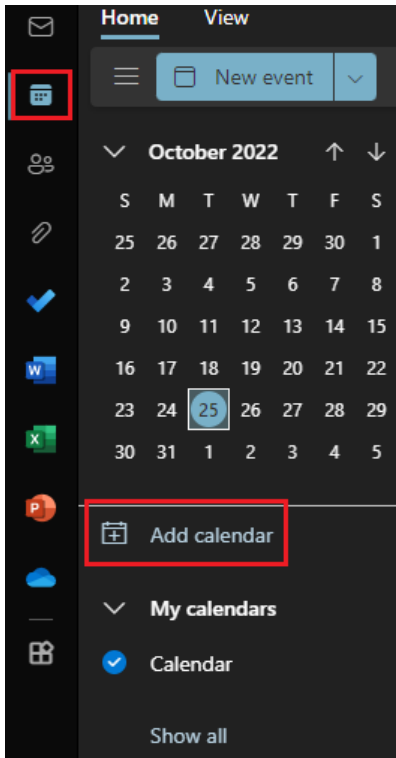 Home View
New event
October 2022
S M T W T F S
25 26 27 28 29 30 1
2 3 4 5 6 7 8
9 10 11 12 13 14 15
16 17 18 19 20 21 22
23 24 25 26 27 28 29
30 31 1 2 3 4 5
W
X
P
Add calendar
My calendars
Calendar
Show all